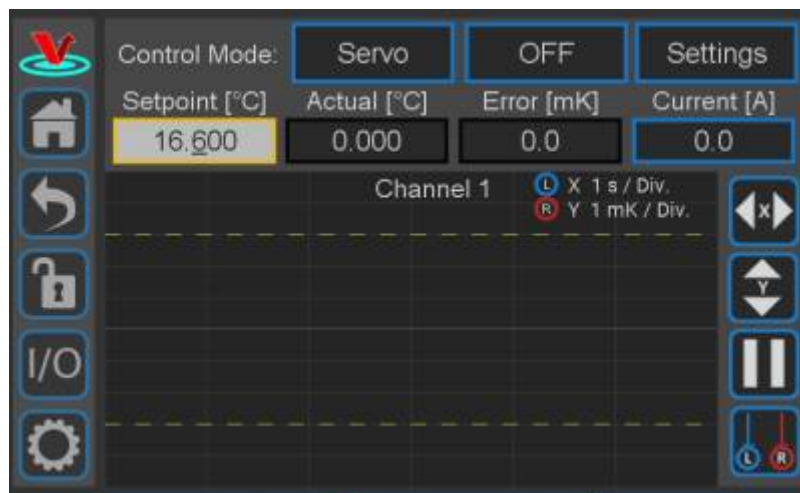 Control Mode: Servo OFF Settings
Setpoint [°C] Actual [°C] Error [mK] Current [A]
16.600 0.000 0.0 0.0
Channel 1
L X 1 s / Div.
R Y 1 mK / Div.
X
Y
I/O
L R